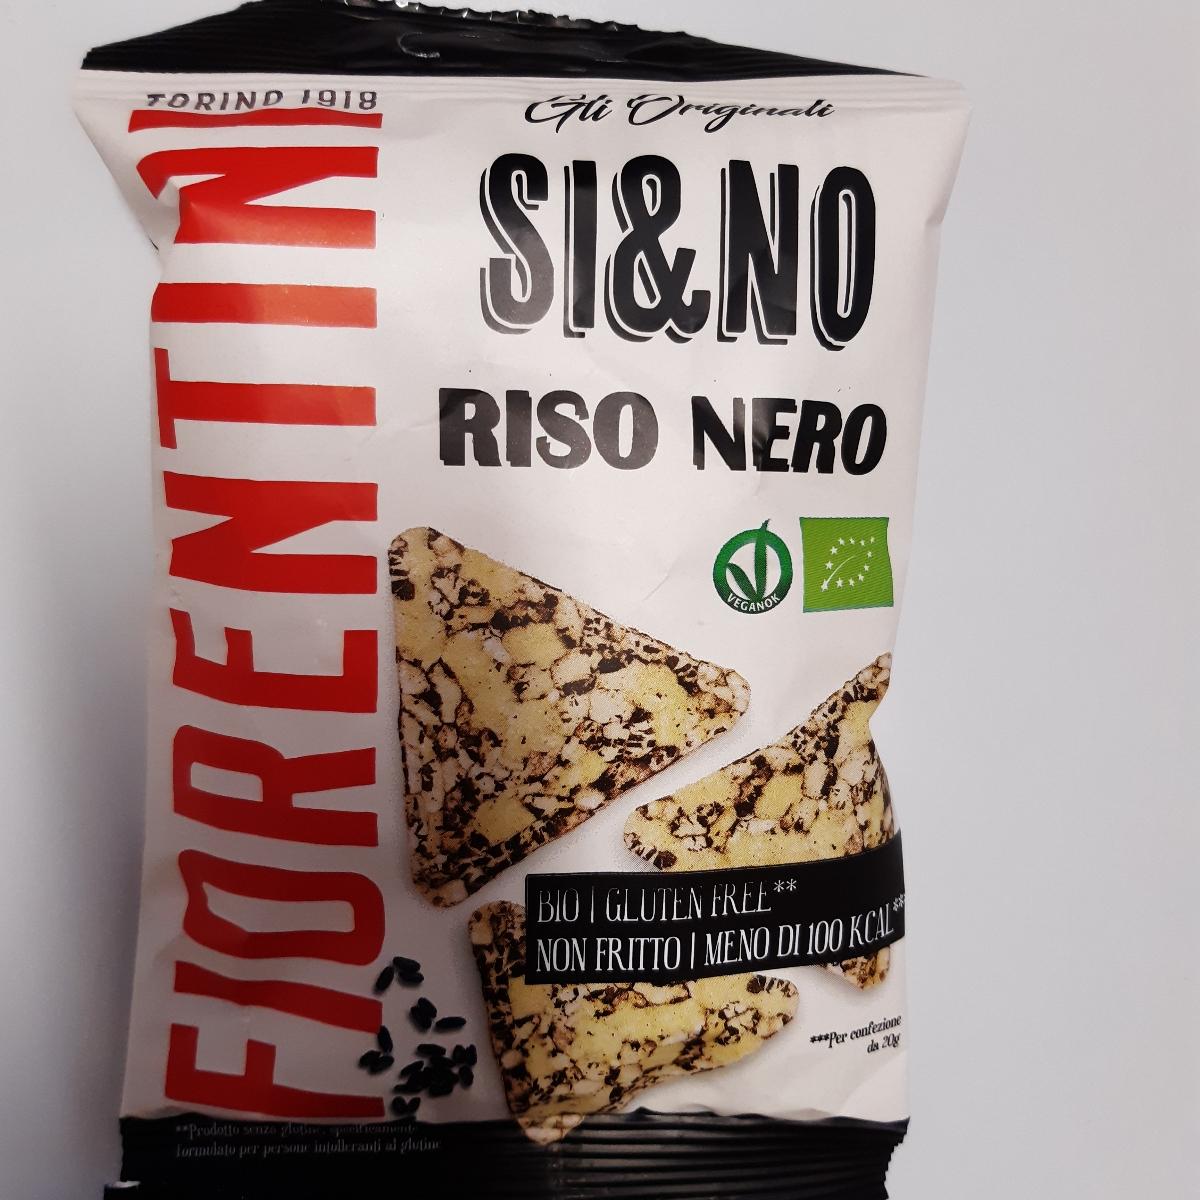 TORINO 1918
FIORENTINI
Gli Originali
SI&NO
RISO NERO
VEGANOK
BIO | GLUTEN FREE**
NON FRITTO | MENO DI 100 KCAL***
***Per confezione
da 20g
**Prodotto senza glutine, specificamente
formulato per persone intolleranti al glutine